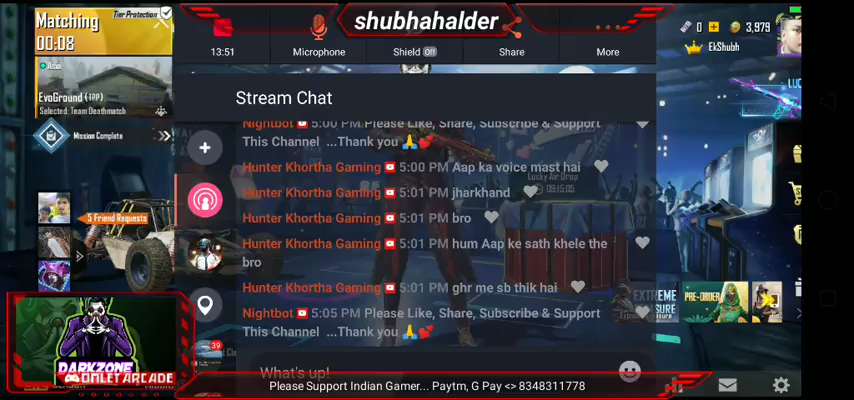 Matching
00:08
Tier Protection
Asia
EvoGround (TPP)
Selected: Team Deathmatch
Mission Complete
5 Friend Requests
shubhahalder
13:51
Microphone
Shield Off
Share
More
0
3,979
EkShubh
Stream Chat
Nightbot 5:00 PM Please Like, Share, Subscribe & Support
This Channel ...Thank you 🙏💕
Hunter Khortha Gaming 5:00 PM Aap ka voice mast hai
Hunter Khortha Gaming 5:01 PM jharkhand
Hunter Khortha Gaming 5:01 PM bro
Hunter Khortha Gaming 5:01 PM hum Aap ke sath khele the
bro
Hunter Khortha Gaming 5:01 PM ghr me sb thik hai
Nightbot 5:05 PM Please Like, Share, Subscribe & Support
This Channel ...Thank you 🙏💕
Lucky Air Drop
09:15:05
39
What's up!
EXTREME
PRE-ORDER
DARKZONE
OMLET ARCADE
Please Support Indian Gamer... Paytm, G Pay <> 8348311778